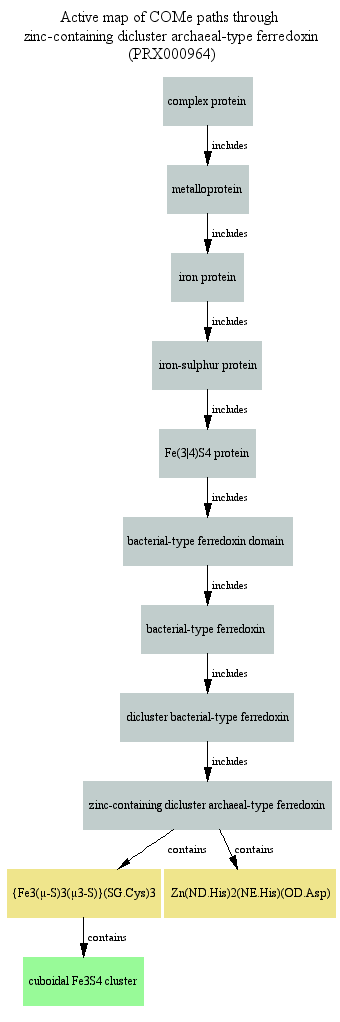 Active map of COMe paths through
zinc-containing dicluster archaeal-type ferredoxin
(PRX000964)
complex protein
includes
metalloprotein
includes
iron protein
includes
iron-sulphur protein
includes
Fe(3|4)S4 protein
includes
bacterial-type ferredoxin domain
includes
bacterial-type ferredoxin
includes
dicluster bacterial-type ferredoxin
includes
zinc-containing dicluster archaeal-type ferredoxin
contains contains
{Fe3(μ-S)3(μ3-S)}(SG.Cys)3 Zn(ND.His)2(NE.His)(OD.Asp)
contains
cuboidal Fe3S4 cluster